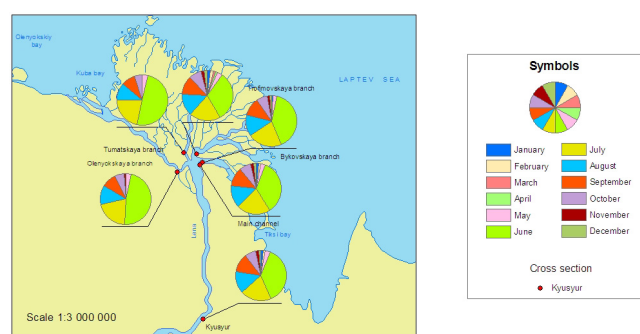 Olenyokskiy
bay
Kuba bay
LAPTEV SEA
Trofimovskaya branch
Tumatskaya branch
Bykovskaya branch
Olenyokskaya branch
Main channel
Lena
Tiksi bay
Kyusyur
Scale 1:3 000 000
Symbols
January
February
March
April
May
June
July
August
September
October
November
December
Cross section
Kyusyur